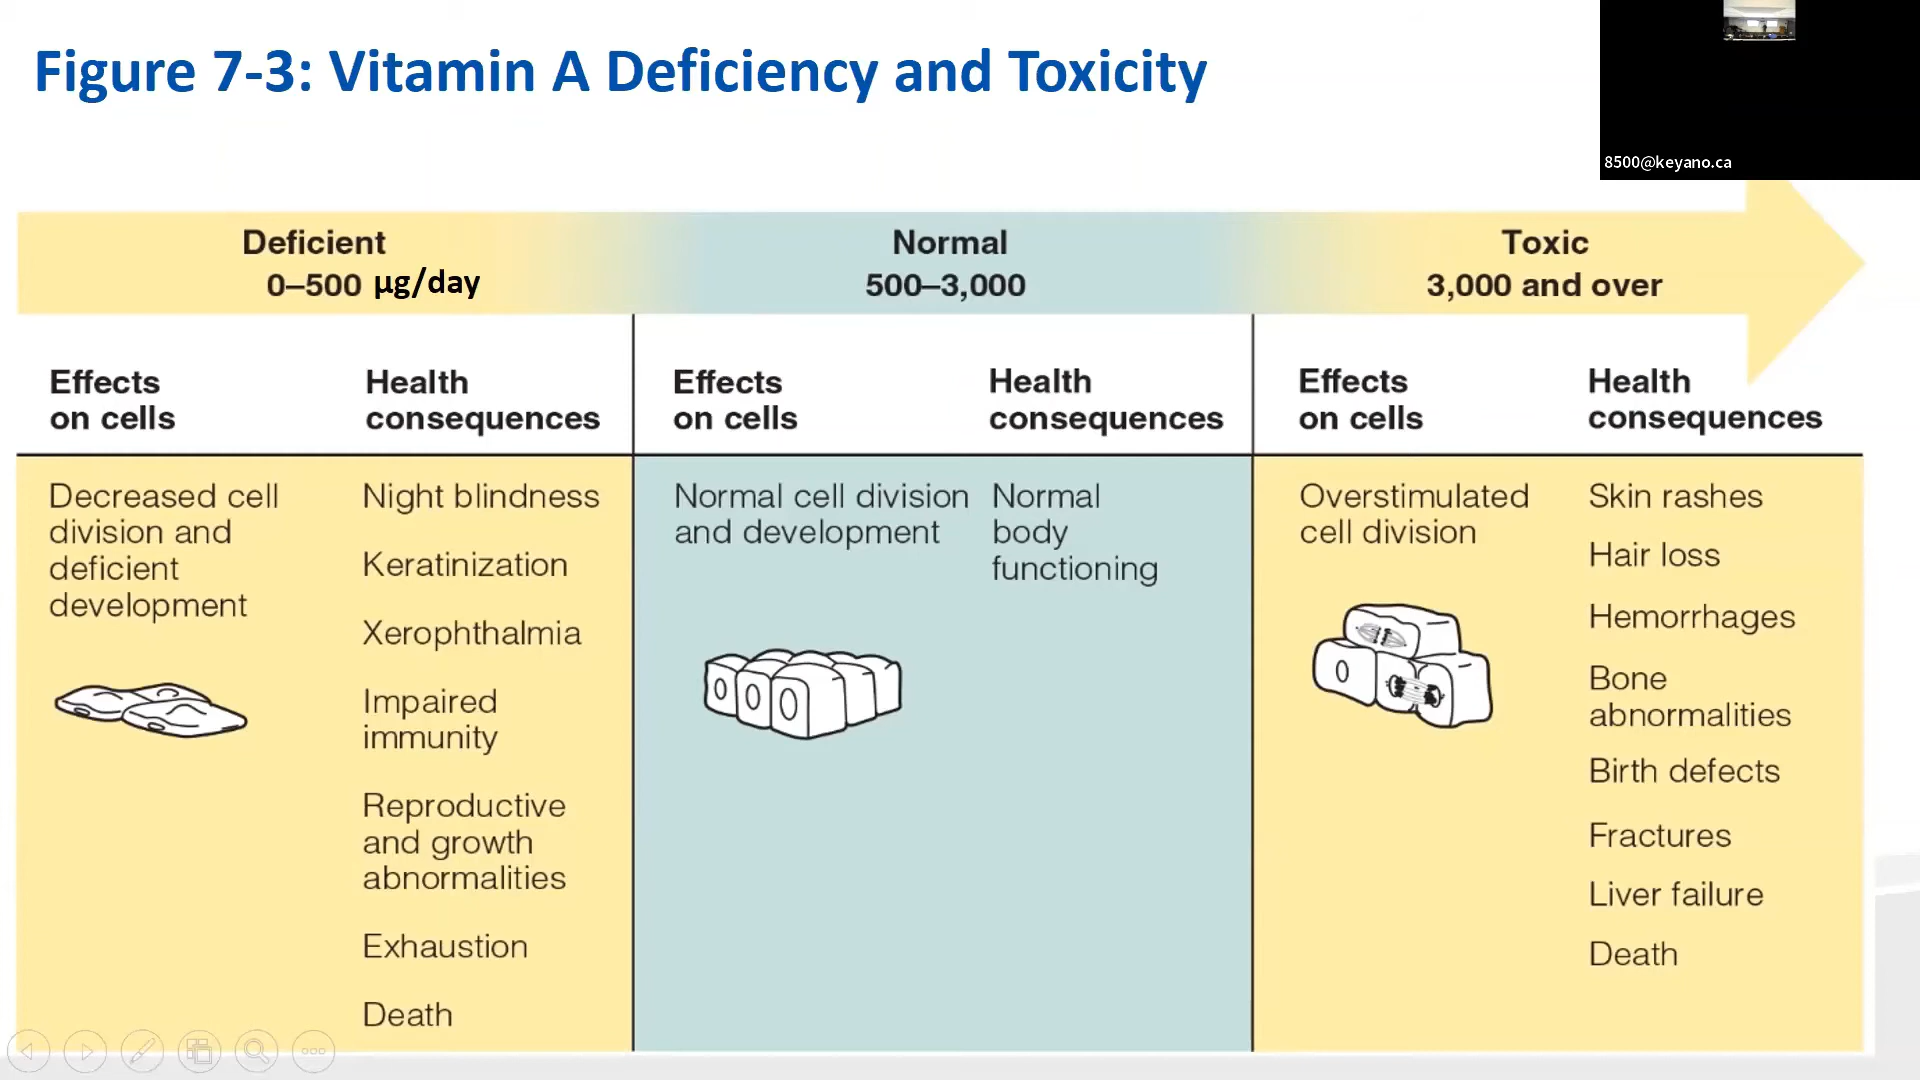 Figure 7-3: Vitamin A Deficiency and Toxicity
8500@keyano.ca
Deficient
0–500 µg/day
Normal
500–3,000
Toxic
3,000 and over
Effects
on cells
Health
consequences
Effects
on cells
Health
consequences
Effects
on cells
Health
consequences
Decreased cell
division and
deficient
development
Night blindness
Keratinization
Xerophthalmia
Impaired
immunity
Reproductive
and growth
abnormalities
Exhaustion
Death
Normal cell division
and development
Normal
body
functioning
Overstimulated
cell division
Skin rashes
Hair loss
Hemorrhages
Bone
abnormalities
Birth defects
Fractures
Liver failure
Death